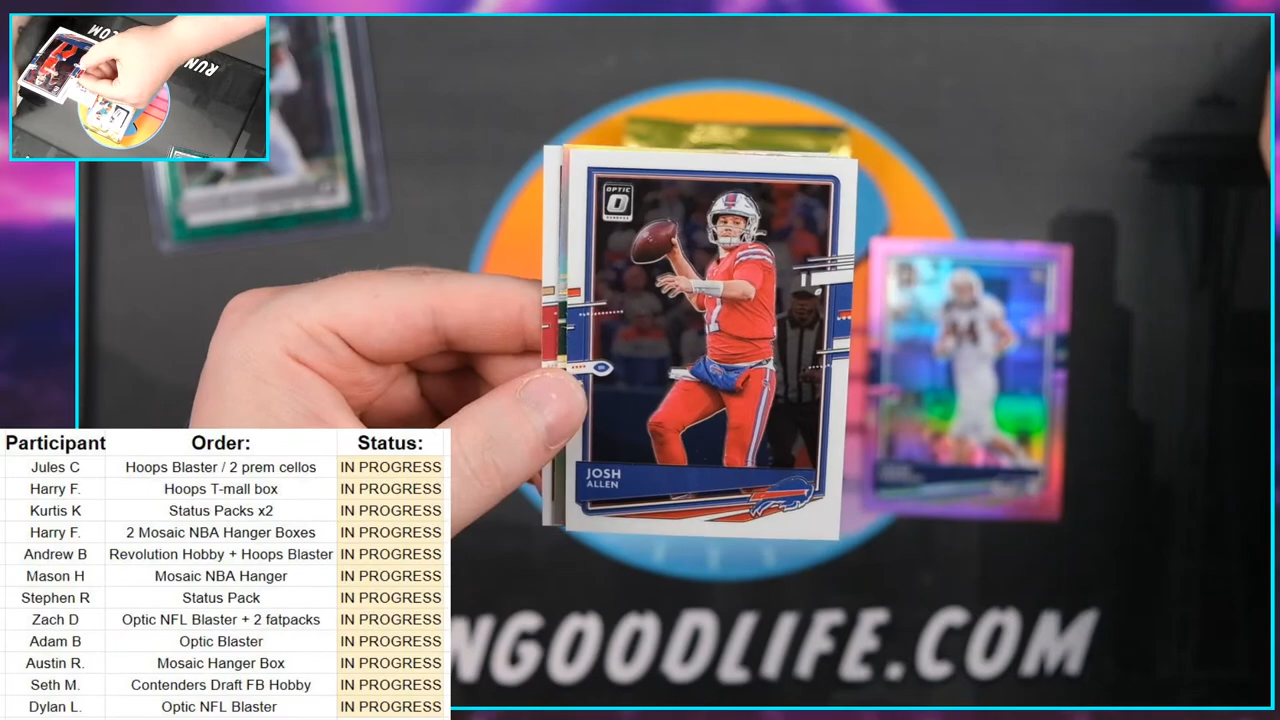 COM
RUN
OPTIC
JOSH
ALLEN
NGOODLIFE.COM
Participant Order: Status:
Jules C Hoops Blaster / 2 prem cellos IN PROGRESS
Harry F. Hoops T-mall box IN PROGRESS
Kurtis K Status Packs x2 IN PROGRESS
Harry F. 2 Mosaic NBA Hanger Boxes IN PROGRESS
Andrew B Revolution Hobby + Hoops Blaster IN PROGRESS
Mason H Mosaic NBA Hanger IN PROGRESS
Stephen R Status Pack IN PROGRESS
Zach D Optic NFL Blaster + 2 fatpacks IN PROGRESS
Adam B Optic Blaster IN PROGRESS
Austin R. Mosaic Hanger Box IN PROGRESS
Seth M. Contenders Draft FB Hobby IN PROGRESS
Dylan L. Optic NFL Blaster IN PROGRESS